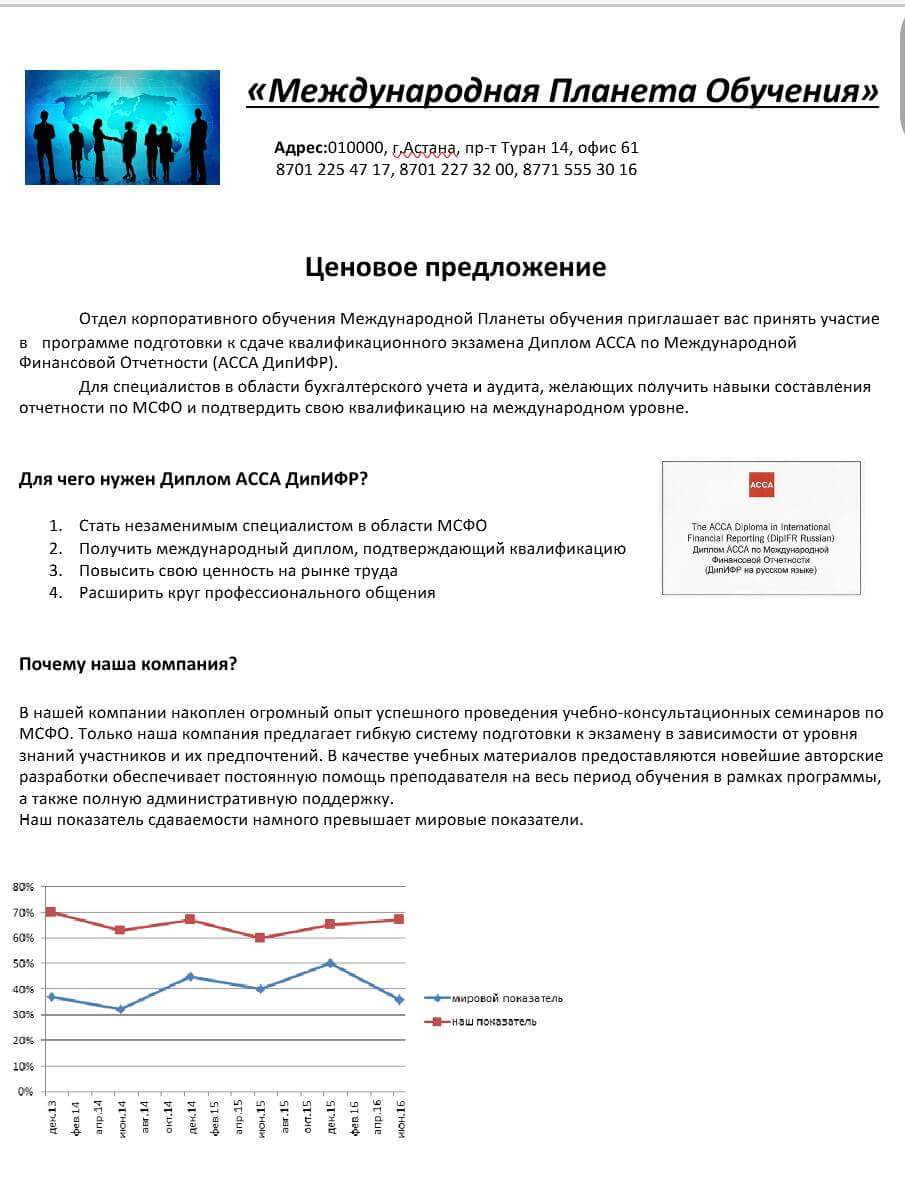 «Международная Планета Обучения»
Адрес:010000, г.Астана, пр-т Туран 14, офис 61
8701 225 47 17, 8701 227 32 00, 8771 555 30 16
Ценовое предложение
Отдел корпоративного обучения Международной Планеты обучения приглашает вас принять участие
в программе подготовки к сдаче квалификационного экзамена Диплом АССА по Международной
Финансовой Отчетности (АССА ДипИФР).
Для специалистов в области бухгалтерского учета и аудита, желающих получить навыки составления
отчетности по МСФО и подтвердить свою квалификацию на международном уровне.
Для чего нужен Диплом АССА ДипИФР?
1. Стать незаменимым специалистом в области МСФО
2. Получить международный диплом, подтверждающий квалификацию
3. Повысить свою ценность на рынке труда
4. Расширить круг профессионального общения
ACCA
The ACCA Diploma in International
Financial Reporting (DipIFR Russian)
Диплом АССА по Международной
Финансовой Отчетности
(ДипИФР на русском языке)
Почему наша компания?
В нашей компании накоплен огромный опыт успешного проведения учебно-консультационных семинаров по
МСФО. Только наша компания предлагает гибкую систему подготовки к экзамену в зависимости от уровня
знаний участников и их предпочтений. В качестве учебных материалов предоставляются новейшие авторские
разработки обеспечивает постоянную помощь преподавателя на весь период обучения в рамках программы,
а также полную административную поддержку.
Наш показатель сдаваемости намного превышает мировые показатели.
80%
70%
60%
50%
40%
30%
20%
10%
0%
дек.13
фев.14
апр.14
июн.14
авг.14
окт.14
дек.14
фев.15
апр.15
июн.15
авг.15
окт.15
дек.15
фев.16
апр.16
июн.16
мировой показатель
наш показатель